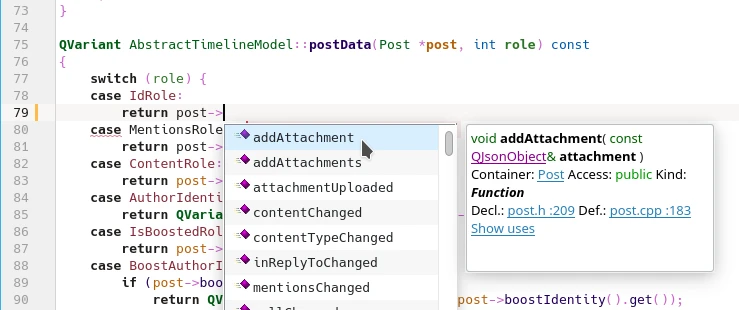 73 }
74
75 QVariant AbstractTimelineModel::postData(Post *post, int role) const
76 {
77 switch (role) {
78 case IdRole:
79 return post->
80 case MentionsRole
81 return post->
82 case ContentRole:
83 return post->
84 case AuthorIdenti
85 return QVaria
86 case IsBoostedRol
87 return post->
88 case BoostAuthorI
89 if (post->boo
90 return QV post->boostIdentity().get());
addAttachment
addAttachments
attachmentUploaded
contentChanged
contentTypeChanged
inReplyToChanged
mentionsChanged
void addAttachment( const
QJsonObject& attachment )
Container: Post Access: public Kind:
Function
Decl.: post.h :209 Def.: post.cpp :183
Show uses